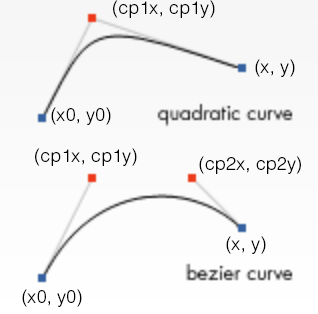 (cp1x, cp1y)
(x, y)
(x0, y0)
quadratic curve
(cp1x, cp1y)
(cp2x, cp2y)
(x, y)
bezier curve
(x0, y0)